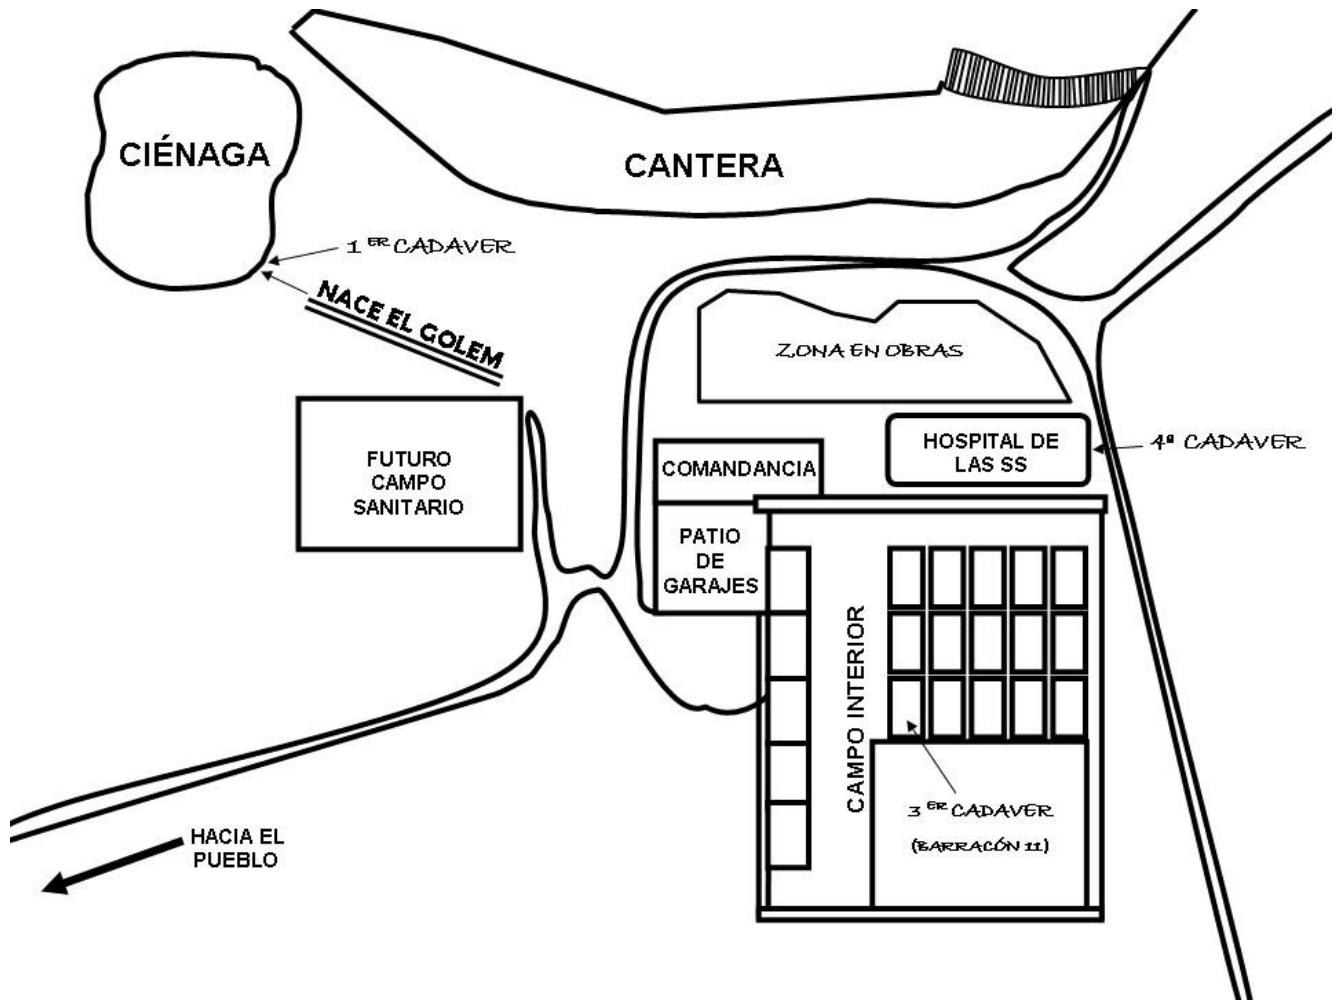 CIÉNAGA
CANTERA
1 ER CADAVER
NACE EL GOLEM
ZONA EN OBRAS
FUTURO
CAMPO
SANITARIO
COMANDANCIA
HOSPITAL DE
LAS SS
4ª CADAVER
PATIO
DE
GARAJES
CAMPO INTERIOR
3 ER CADAVER
(BARRACÓN 11)
HACIA EL
PUEBLO